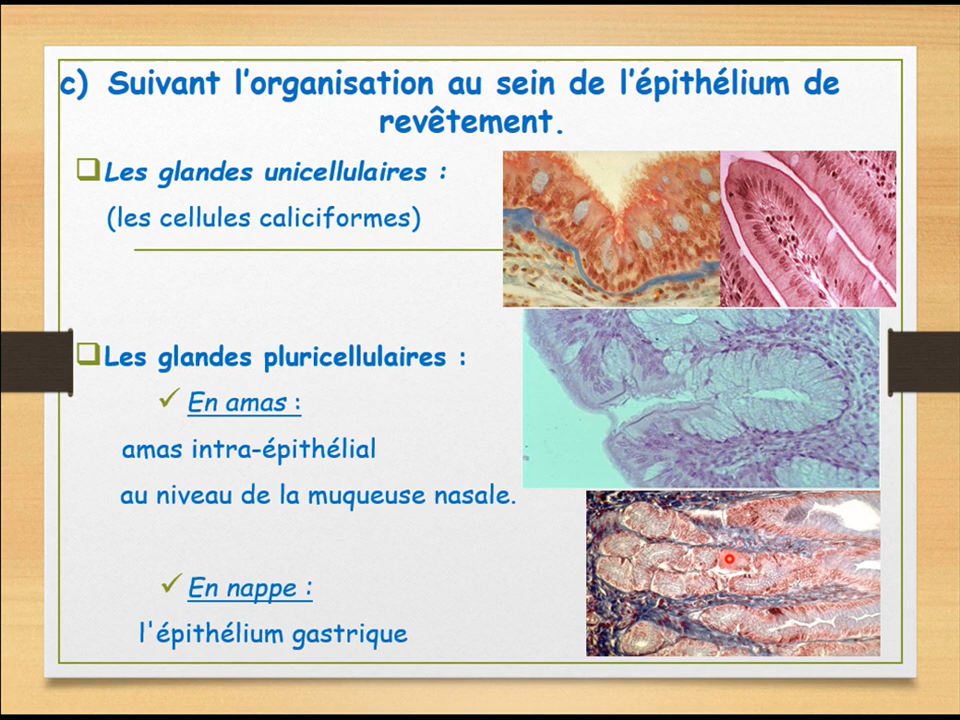 c) Suivant l’organisation au sein de l’épithélium de
revêtement.
Les glandes unicellulaires :
(les cellules caliciformes)
Les glandes pluricellulaires :
En amas :
amas intra-épithélial
au niveau de la muqueuse nasale.
En nappe :
l'épithélium gastrique